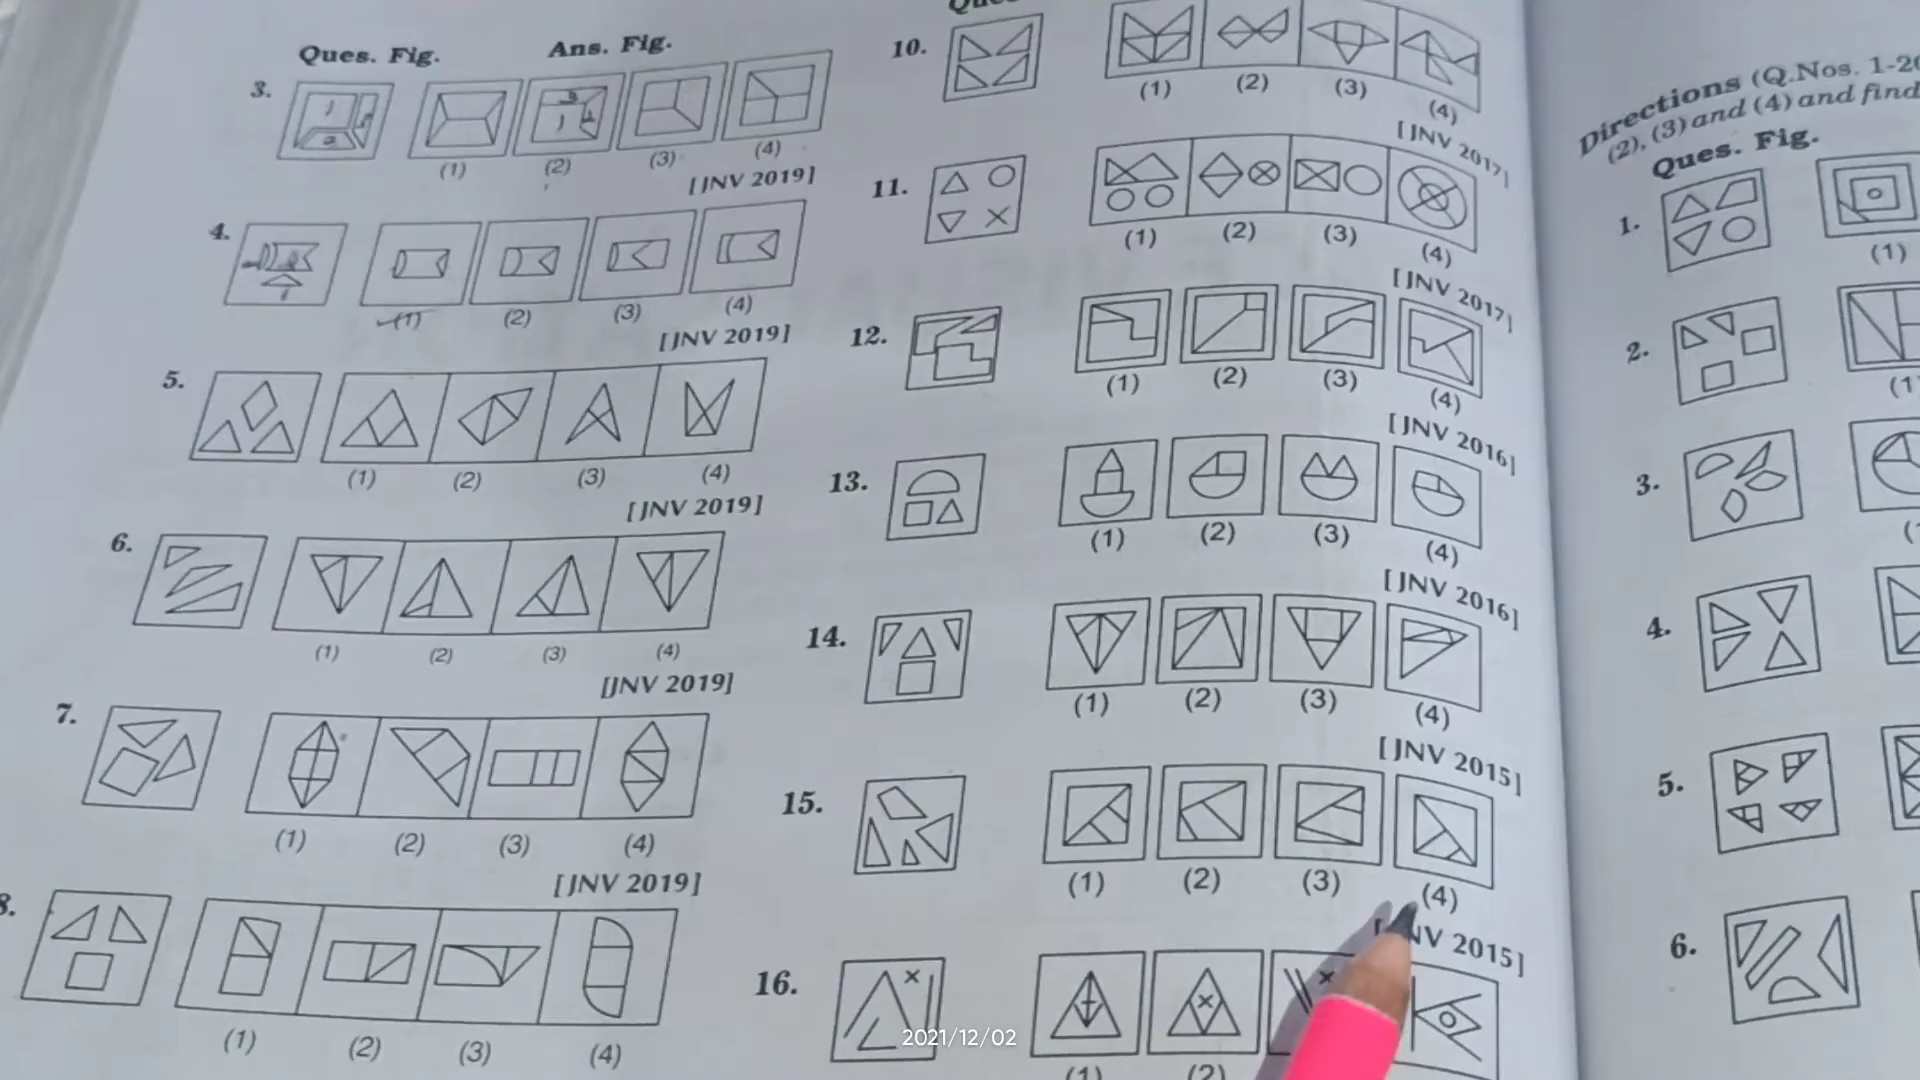 Ques. Fig. Ans. Fig.
3.
(1) (2) (3) (4)
[JNV 2019]
4.
(1) (2) (3) (4)
[JNV 2019]
5.
(1) (2) (3) (4)
[JNV 2019]
6.
(1) (2) (3) (4)
[JNV 2019]
7.
(1) (2) (3) (4)
[JNV 2019]
8.
(1) (2) (3) (4)
10.
(1) (2) (3) (4)
[JNV 2017]
11.
(1) (2) (3) (4)
[JNV 2017]
12.
(1) (2) (3) (4)
[JNV 2016]
13.
(1) (2) (3) (4)
[JNV 2016]
14.
(1) (2) (3) (4)
[JNV 2015]
15.
(1) (2) (3) (4)
NV 2015]
16.
(1) (2)
Directions (Q.Nos. 1-20
(2), (3) and (4) and find
Ques. Fig.
1.
(1)
2.
(1
3.
4.
5.
6.
2021/12/02